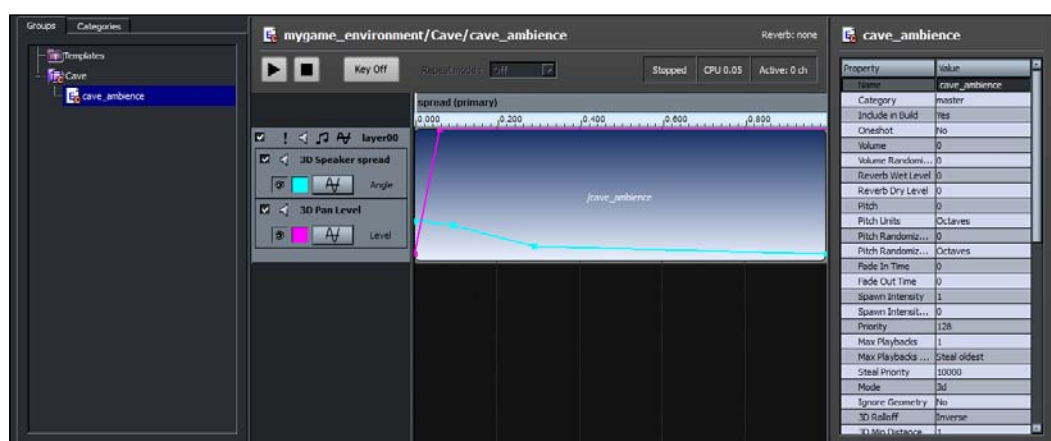 Groups
Categories
Templates
Cave
cave_ambience
mygame_environment/Cave/cave_ambience
Reverb: none
Key Off
Repeat mode : Off
Stopped
CPU 0.05
Active: 0 ch
spread (primary)
0.000 0.200 0.400 0.600 0.800
layer00
3D Speaker spread
Angle
3D Pan Level
Level
/cave_ambience
cave_ambience
Property Value
Name cave_ambience
Category master
Include in Build Yes
Oneshot No
Volume 0
Volume Randomi... 0
Reverb Wet Level 0
Reverb Dry Level 0
Pitch 0
Pitch Units Octaves
Pitch Randomiz... 0
Pitch Randomiz... Octaves
Fade In Time 0
Fade Out Time 0
Spawn Intensity 1
Spawn Intensit... 0
Priority 128
Max Playbacks 1
Max Playbacks ... Steal oldest
Steal Priority 10000
Mode 3d
Ignore Geometry No
3D Rolloff Inverse
3D Min Distance 1